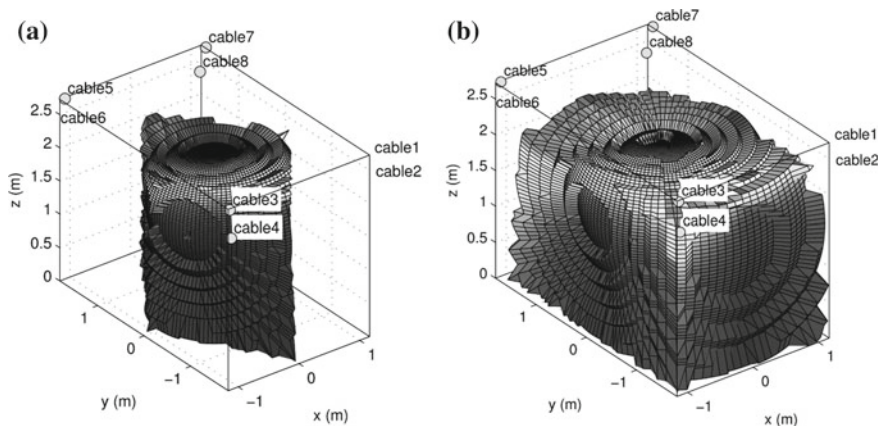 (a)
cable7
cable8
cable5
cable6
cable1
cable2
cable3
cable4
2.5
2
1.5
1
0.5
0
z (m)
1
0
−1
y (m)
−1
0
1
x (m)
(b)
cable7
cable8
cable5
cable6
cable1
cable2
cable3
cable4
2.5
2
1.5
1
0.5
0
z (m)
1
0
−1
y (m)
−1
0
1
x (m)